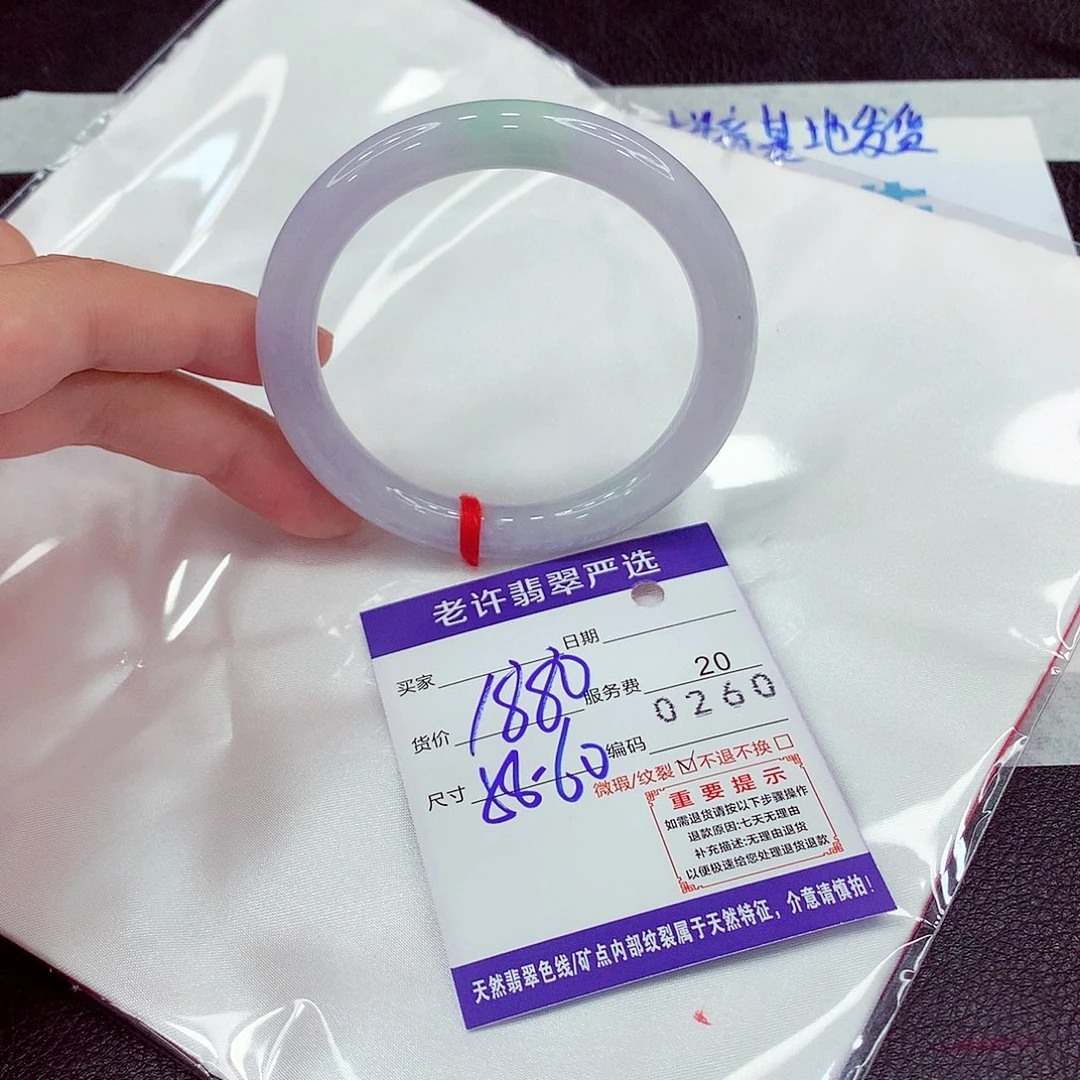 基地发货
老许翡翠严选
买家 日期
货价 1880 服务费 20
尺寸 58-60 编码 0260
微瑕/纹裂 ☑ 不退不换 □
重要提示
如需退货请按以下步骤操作
退款原因:七天无理由
补充描述:无理由退货
以便极速给您处理退货退款
天然翡翠色线/矿点内部纹裂属于天然特征，介意请慎拍！